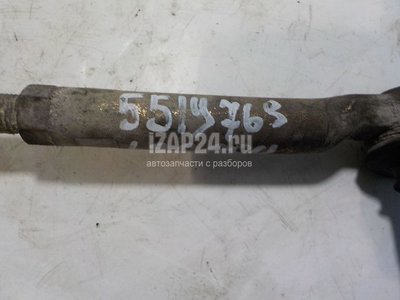 5514763
IZAP24.ru
автозапчасти с разборов